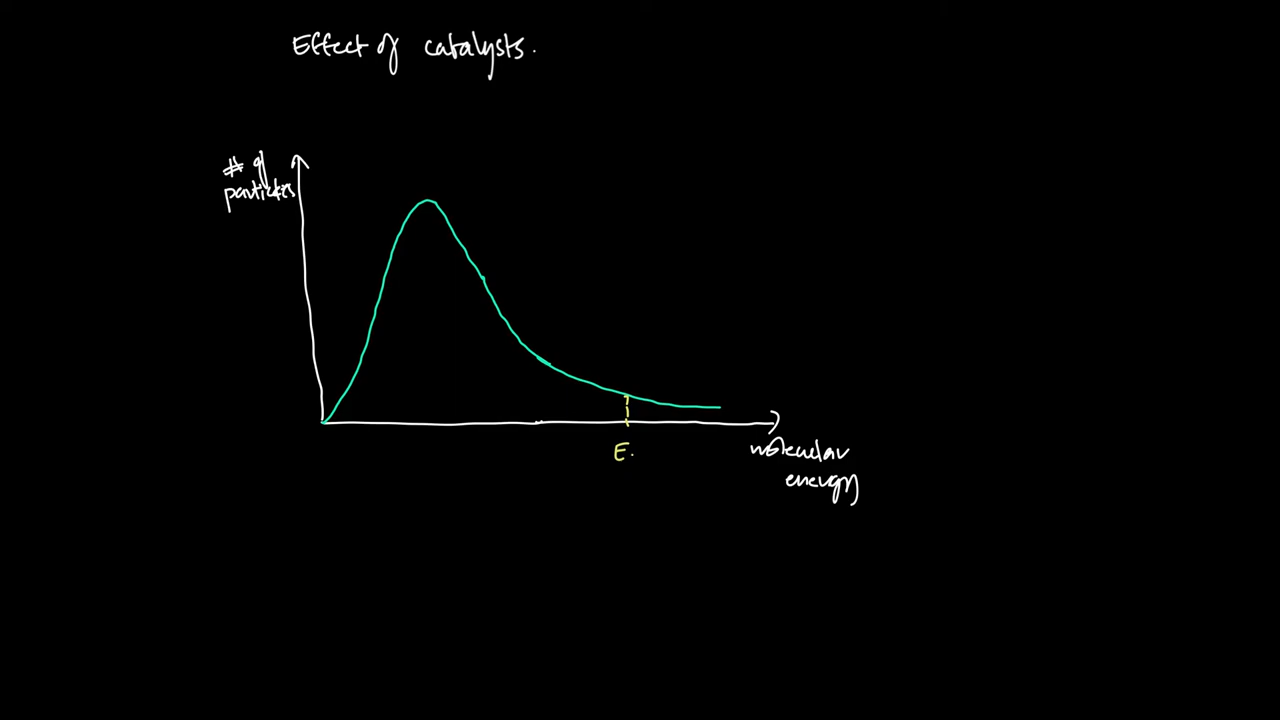 Effect of catalysts.
# of
particles
E.
molecular
energy